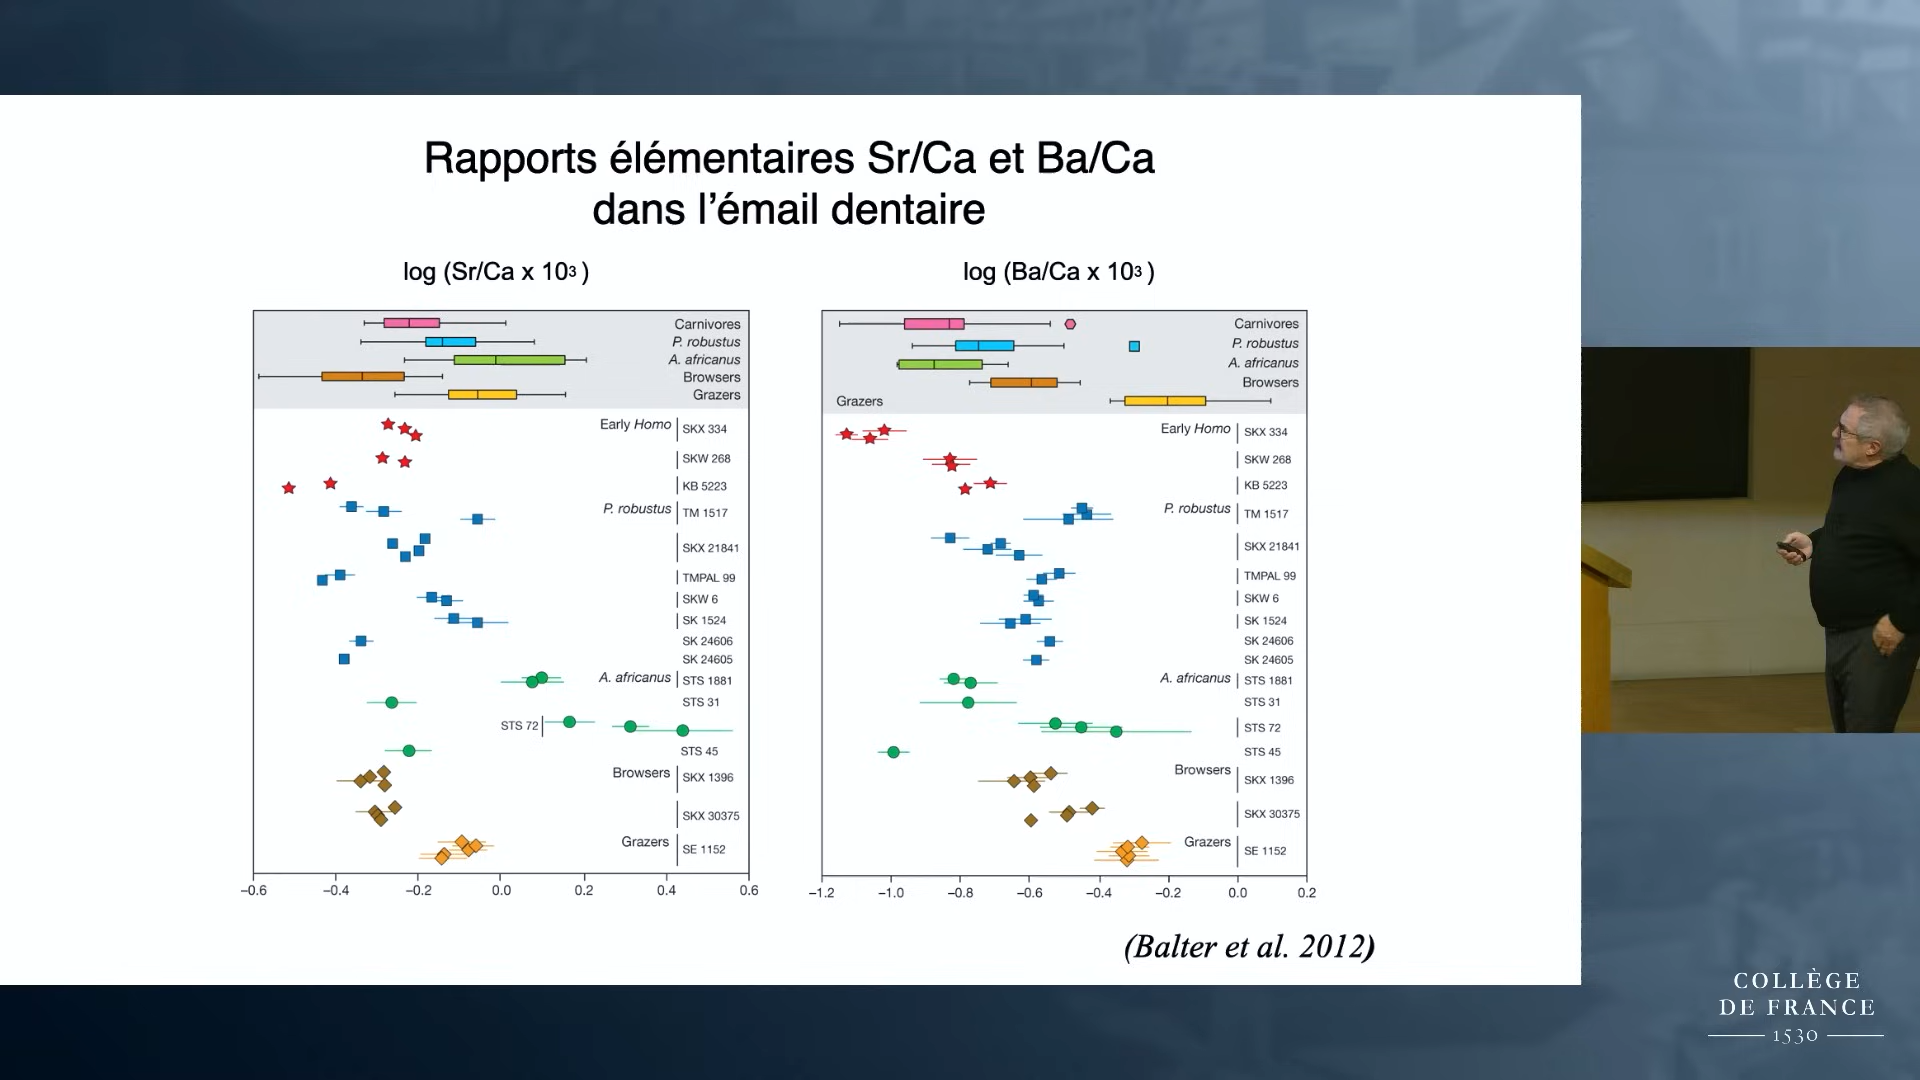 Rapports élémentaires Sr/Ca et Ba/Ca
dans l'émail dentaire
log (Sr/Ca x 10³ )
Carnivores
P. robustus
A. africanus
Browsers
Grazers
Early Homo
SKX 334
SKW 268
KB 5223
P. robustus
TM 1517
SKX 21841
TMPAL 99
SKW 6
SK 1524
SK 24606
SK 24605
A. africanus
STS 1881
STS 31
STS 72
STS 45
Browsers
SKX 1396
SKX 30375
Grazers
SE 1152
−0.6 −0.4 −0.2 0.0 0.2 0.4 0.6
log (Ba/Ca x 10³ )
Carnivores
P. robustus
A. africanus
Browsers
Grazers
Early Homo
SKX 334
SKW 268
KB 5223
P. robustus
TM 1517
SKX 21841
TMPAL 99
SKW 6
SK 1524
SK 24606
SK 24605
A. africanus
STS 1881
STS 31
STS 72
STS 45
Browsers
SKX 1396
SKX 30375
Grazers
SE 1152
−1.2 −1.0 −0.8 −0.6 −0.4 −0.2 0.0 0.2
(Balter et al. 2012)
COLLÈGE
DE FRANCE
1530